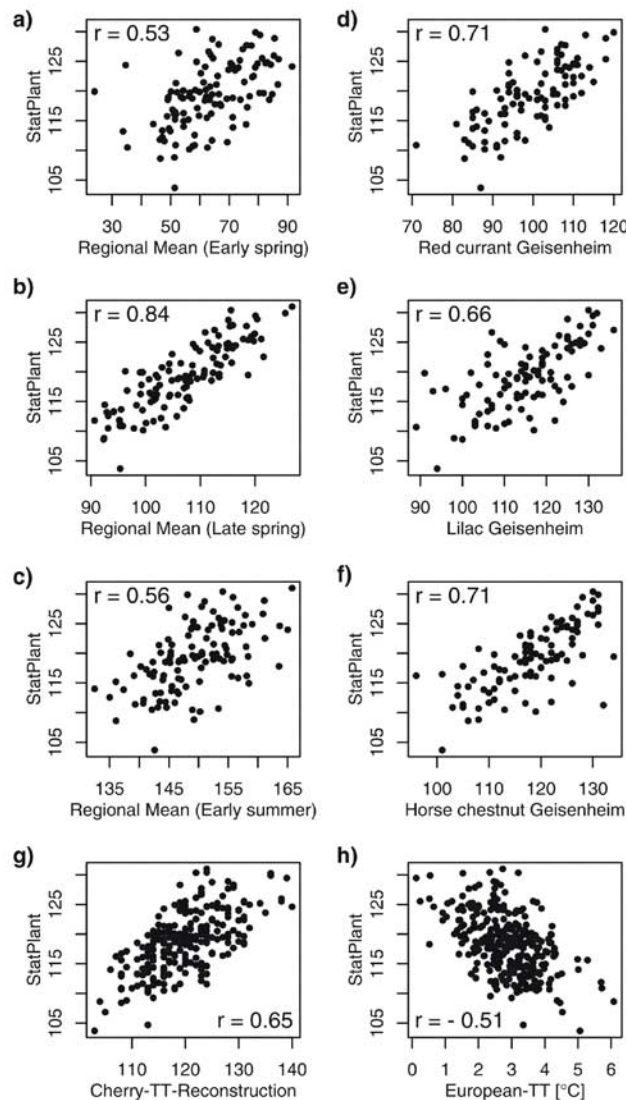 a)
r = 0.53
StatPlant
105 115 125
30 50 70 90
Regional Mean (Early spring)
b)
r = 0.84
StatPlant
105 115 125
90 100 110 120
Regional Mean (Late spring)
c)
r = 0.56
StatPlant
105 115 125
135 145 155 165
Regional Mean (Early summer)
g)
StatPlant
105 115 125
r = 0.65
110 120 130 140
Cherry-TT-Reconstruction
d)
r = 0.71
StatPlant
105 115 125
70 80 90 100 110 120
Red currant Geisenheim
e)
r = 0.66
StatPlant
105 115 125
90 100 110 120 130
Lilac Geisenheim
f)
r = 0.71
StatPlant
105 115 125
100 110 120 130
Horse chestnut Geisenheim
h)
StatPlant
105 115 125
r = - 0.51
0 1 2 3 4 5 6
European-TT [°C]